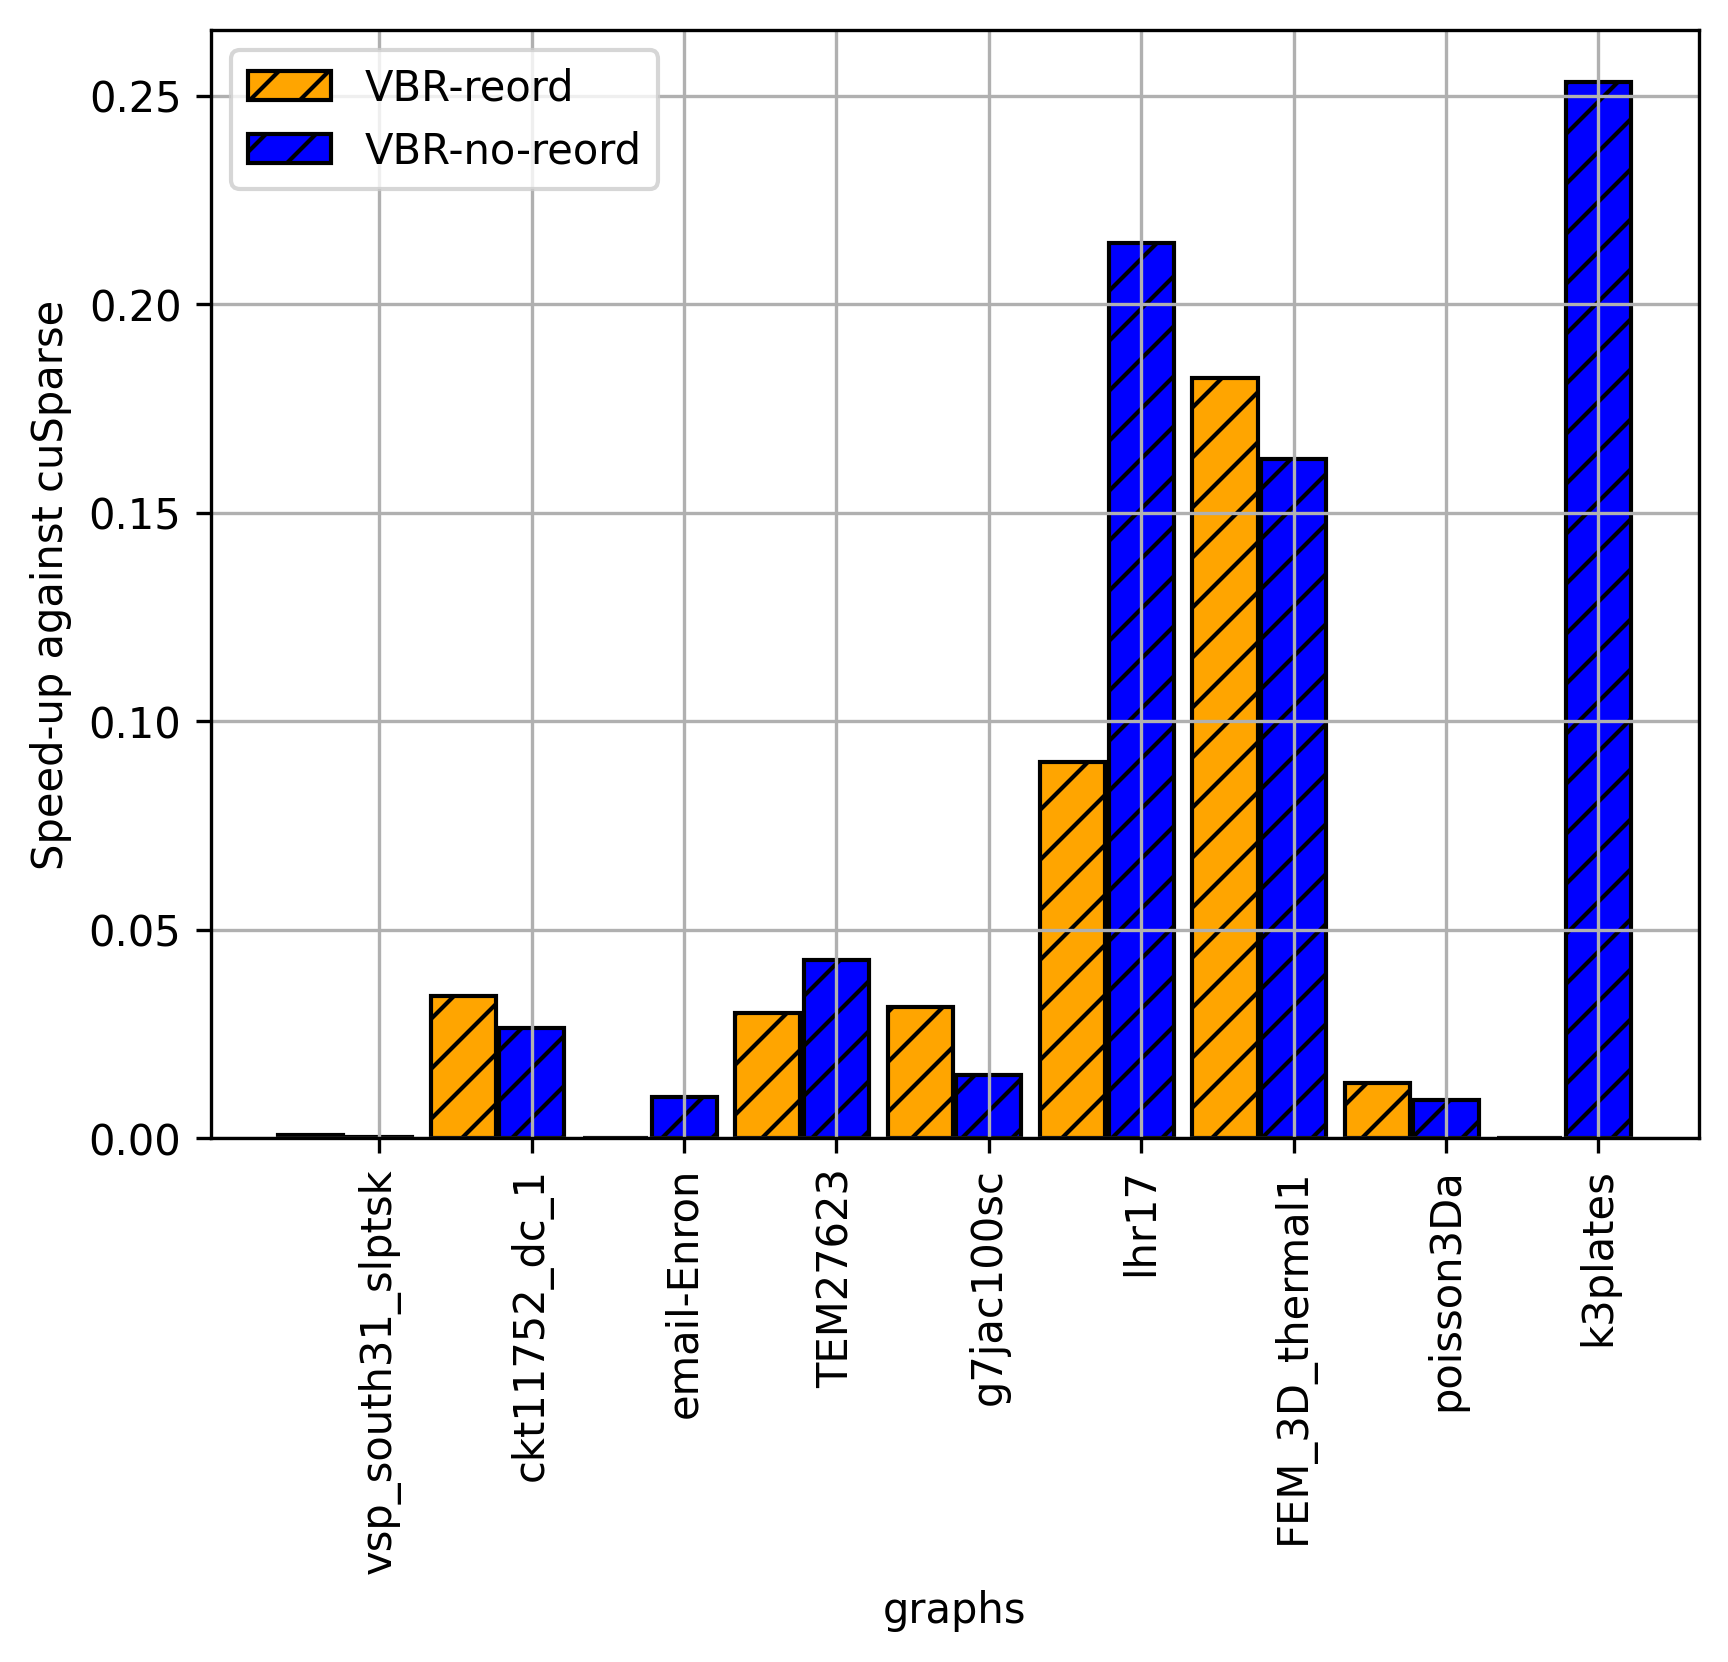 VBR-reord
VBR-no-reord
Speed-up against cuSparse
0.25
0.20
0.15
0.10
0.05
0.00
vsp_south31_slptsk
ckt11752_dc_1
email-Enron
TEM27623
g7jac100sc
lhr17
FEM_3D_thermal1
poisson3Da
k3plates
graphs